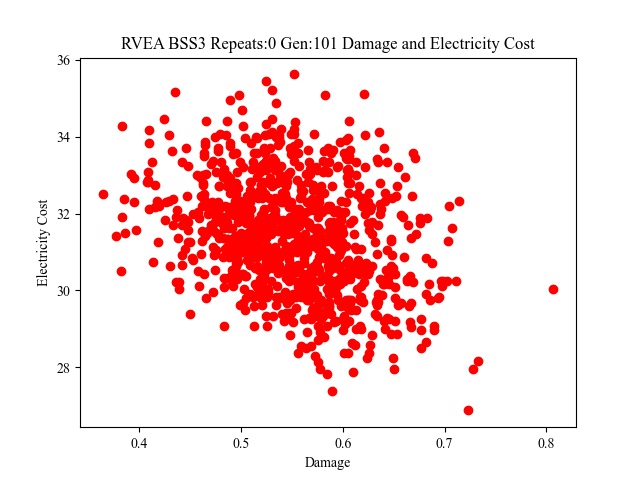 RVEA BSS3 Repeats:0 Gen:101 Damage and Electricity Cost
36
34
32
30
28
Electricity Cost
0.4 0.5 0.6 0.7 0.8
Damage